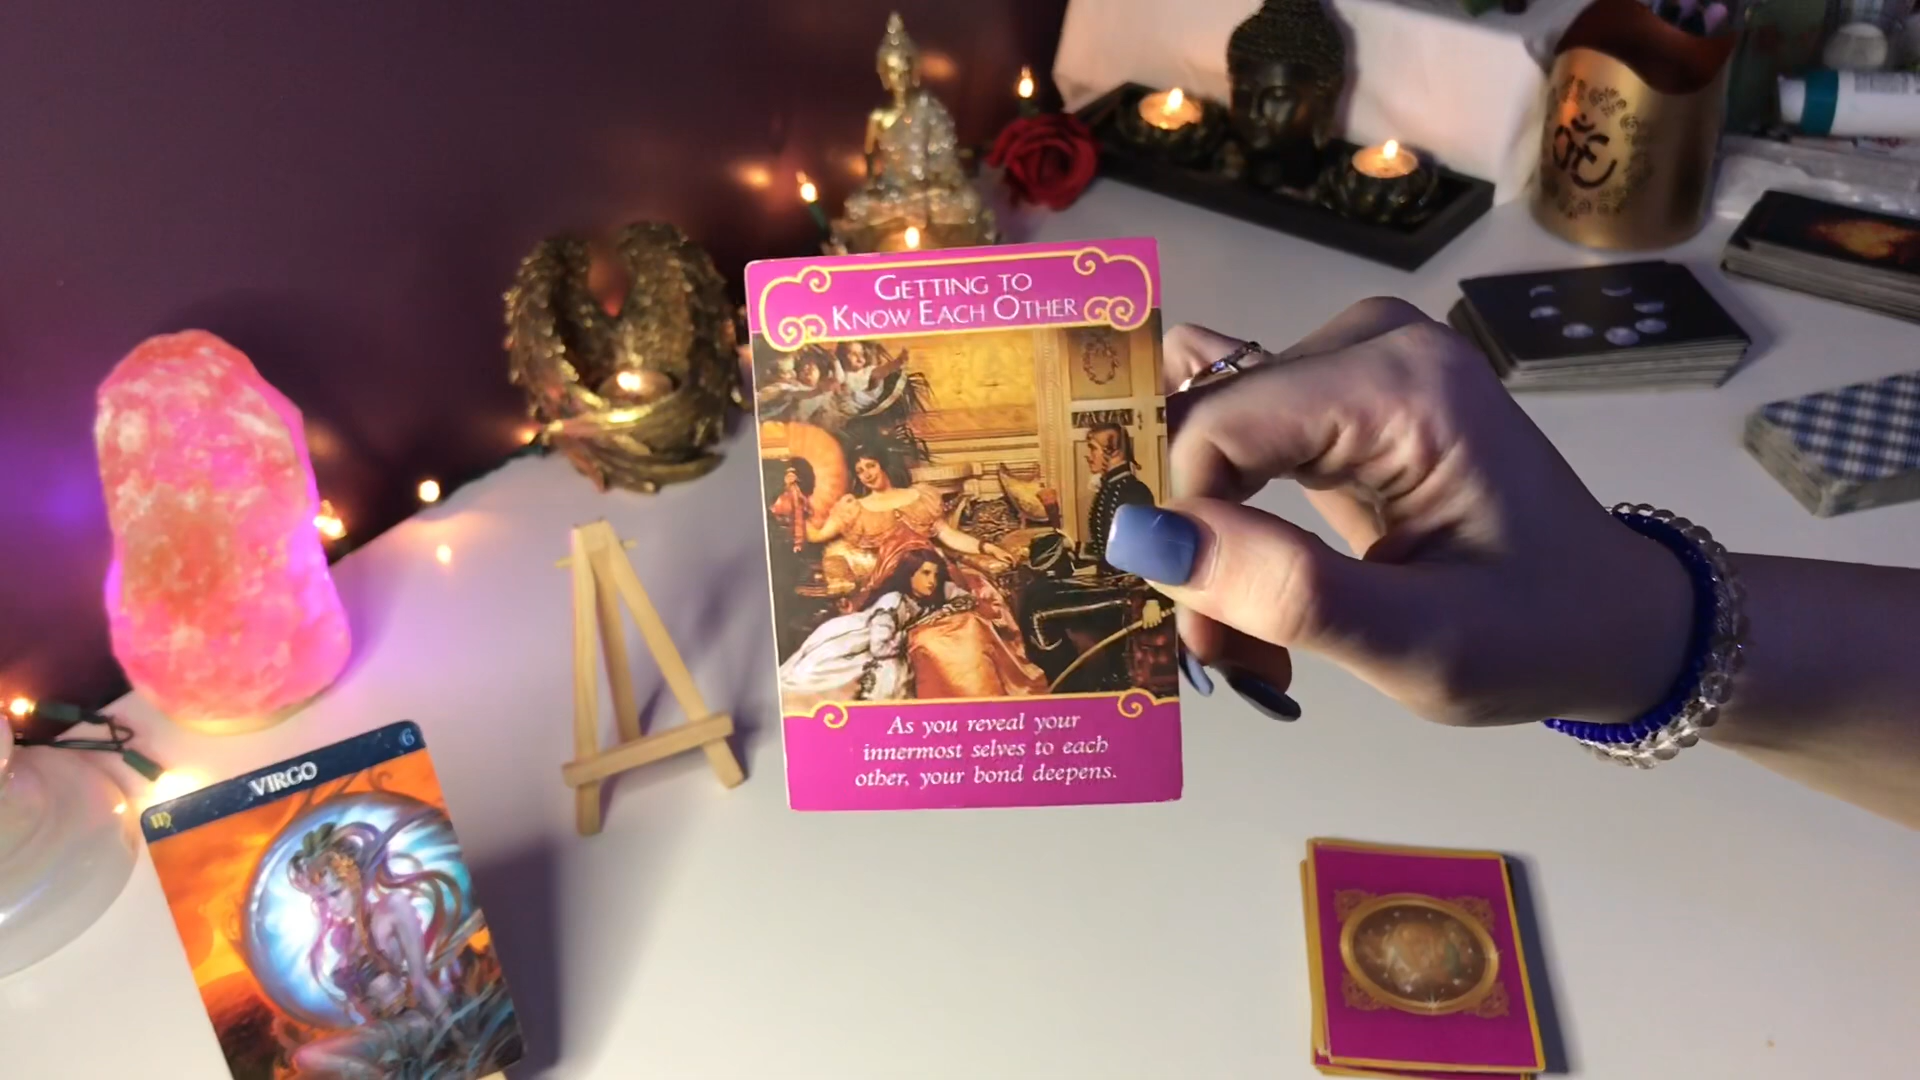 GETTING TO
KNOW EACH OTHER
As you reveal your
innermost selves to each
other, your bond deepens.
VIRGO
6